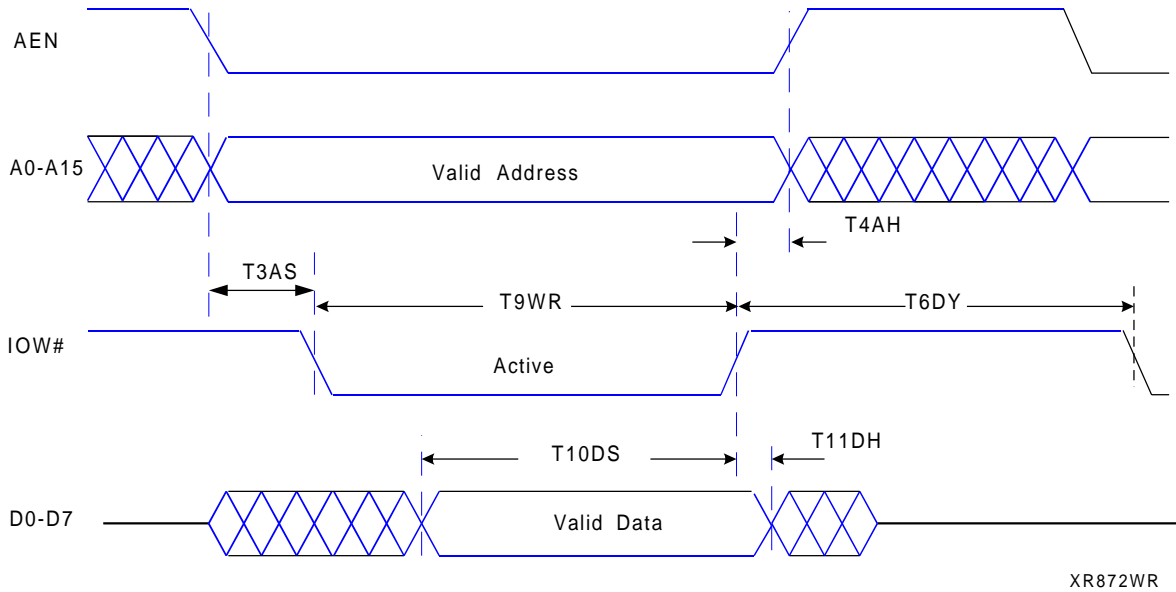 AEN
A0-A15
Valid Address
T4AH
T3AS
T9WR
T6DY
IOW#
Active
T10DS
T11DH
D0-D7
Valid Data
XR872WR